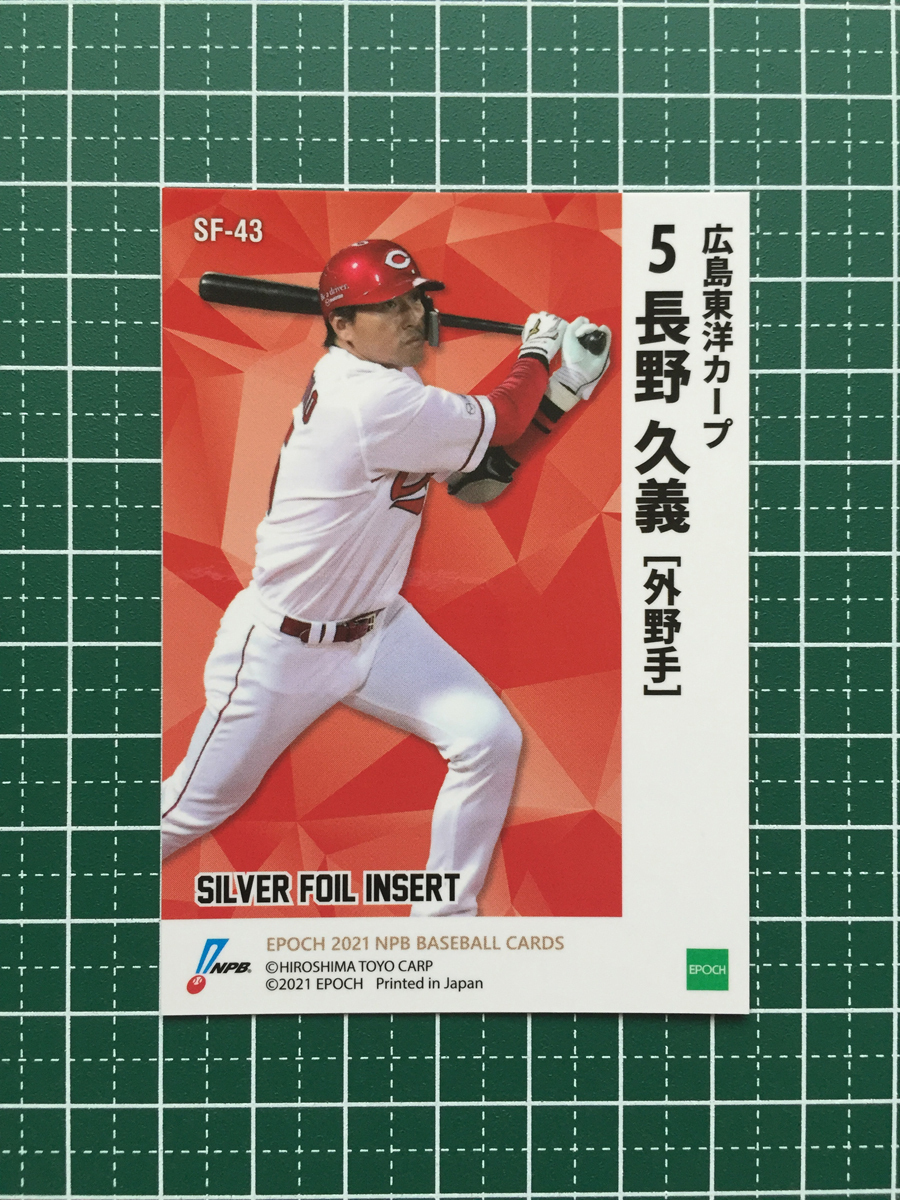 SF-43
広島東洋カープ
5 長野 久義 [外野手]
SILVER FOIL INSERT
EPOCH 2021 NPB BASEBALL CARDS
NPB
©HIROSHIMA TOYO CARP
©2021 EPOCH Printed in Japan
EPOCH